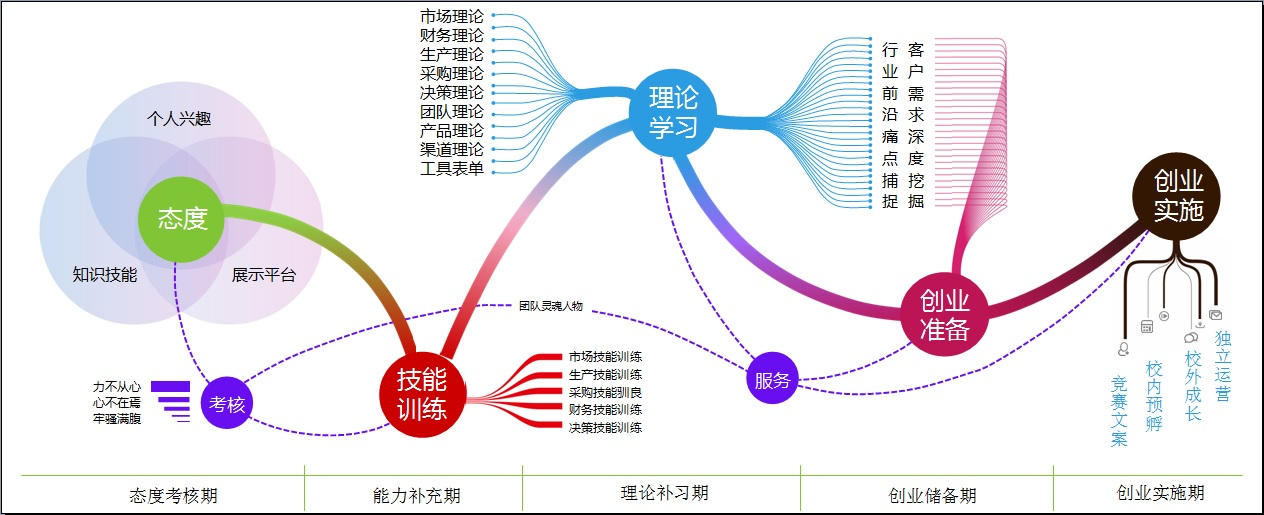 个人兴趣
态度
知识技能
展示平台
力不从心
心不在焉
牢骚满腹
考核
技能
训练
市场技能训练
生产技能训练
采购技能驯良
财务技能训练
决策技能训练
团队灵魂人物
市场理论
财务理论
生产理论
采购理论
决策理论
团队理论
产品理论
渠道理论
工具表单
理论
学习
服务
行业前沿痛点捕捉
客户需求深度挖掘
创业
准备
创业
实施
竞赛文案
校内预孵
校外成长
独立运营
态度考核期
能力补充期
理论补习期
创业储备期
创业实施期